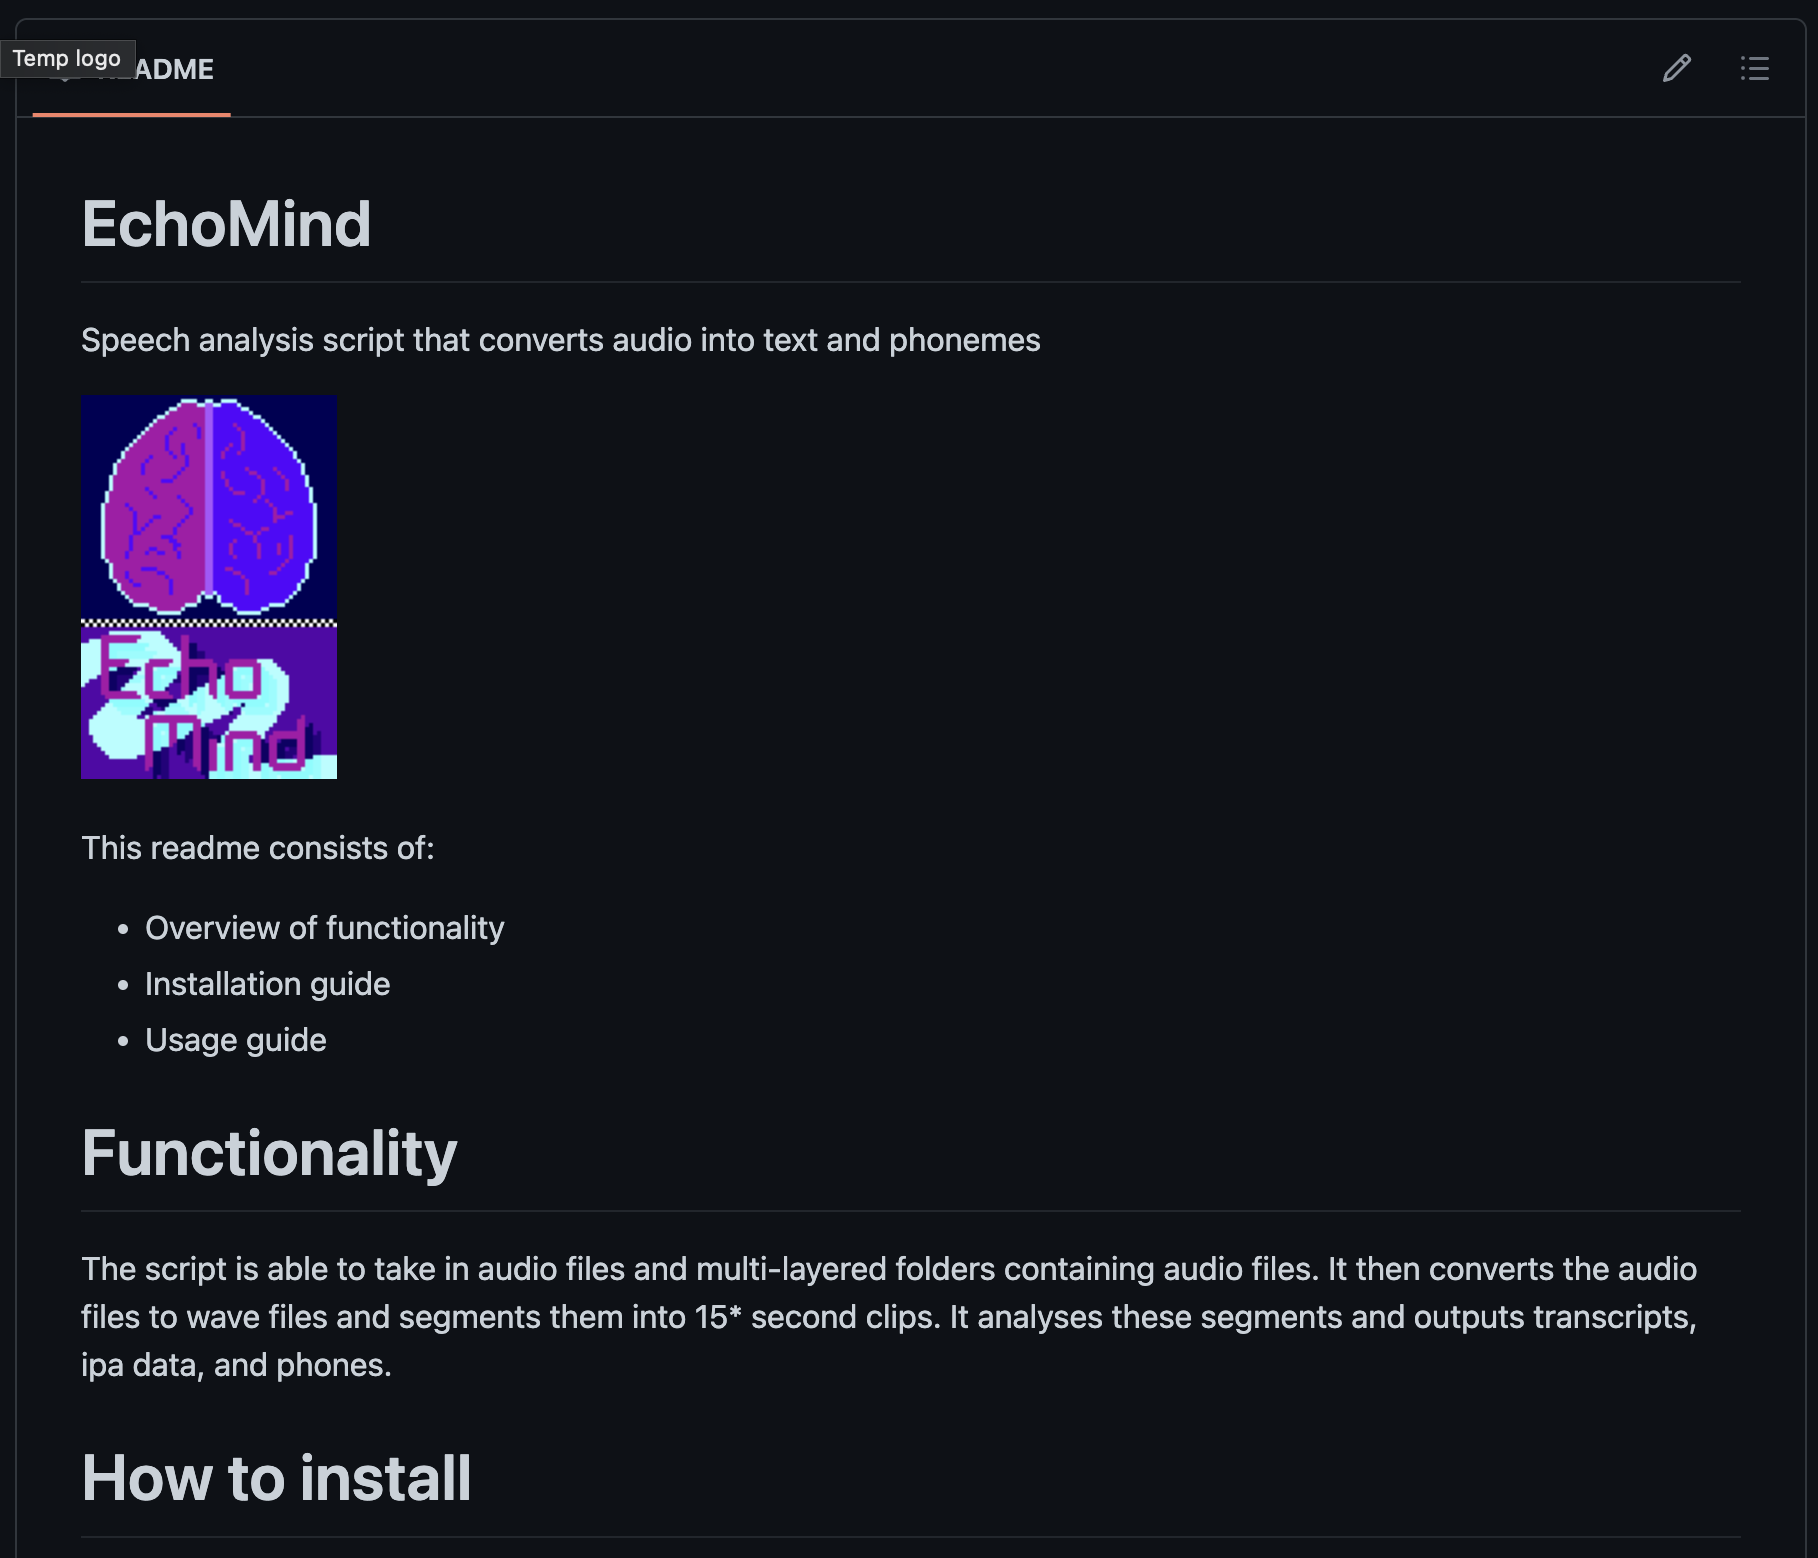 Temp logo
README
EchoMind
Speech analysis script that converts audio into text and phonemes
Echo
Mind
This readme consists of:
Overview of functionality
Installation guide
Usage guide
Functionality
The script is able to take in audio files and multi-layered folders containing audio files. It then converts the audio
files to wave files and segments them into 15* second clips. It analyses these segments and outputs transcripts,
ipa data, and phones.
How to install